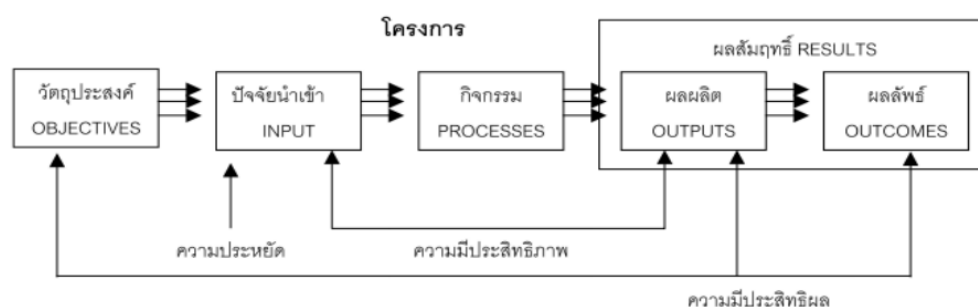 โครงการ
ผลสัมฤทธิ์ RESULTS
วัตถุประสงค์
OBJECTIVES
ปัจจัยนำเข้า
INPUT
กิจกรรม
PROCESSES
ผลผลิต
OUTPUTS
ผลลัพธ์
OUTCOMES
ความประหยัด
ความมีประสิทธิภาพ
ความมีประสิทธิผล